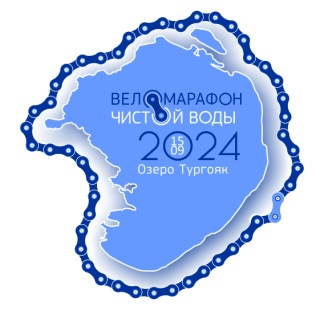 ВЕЛОМАРАФОН
ЧИСТОЙ ВОДЫ
2024
15
09
Озеро Тургояк